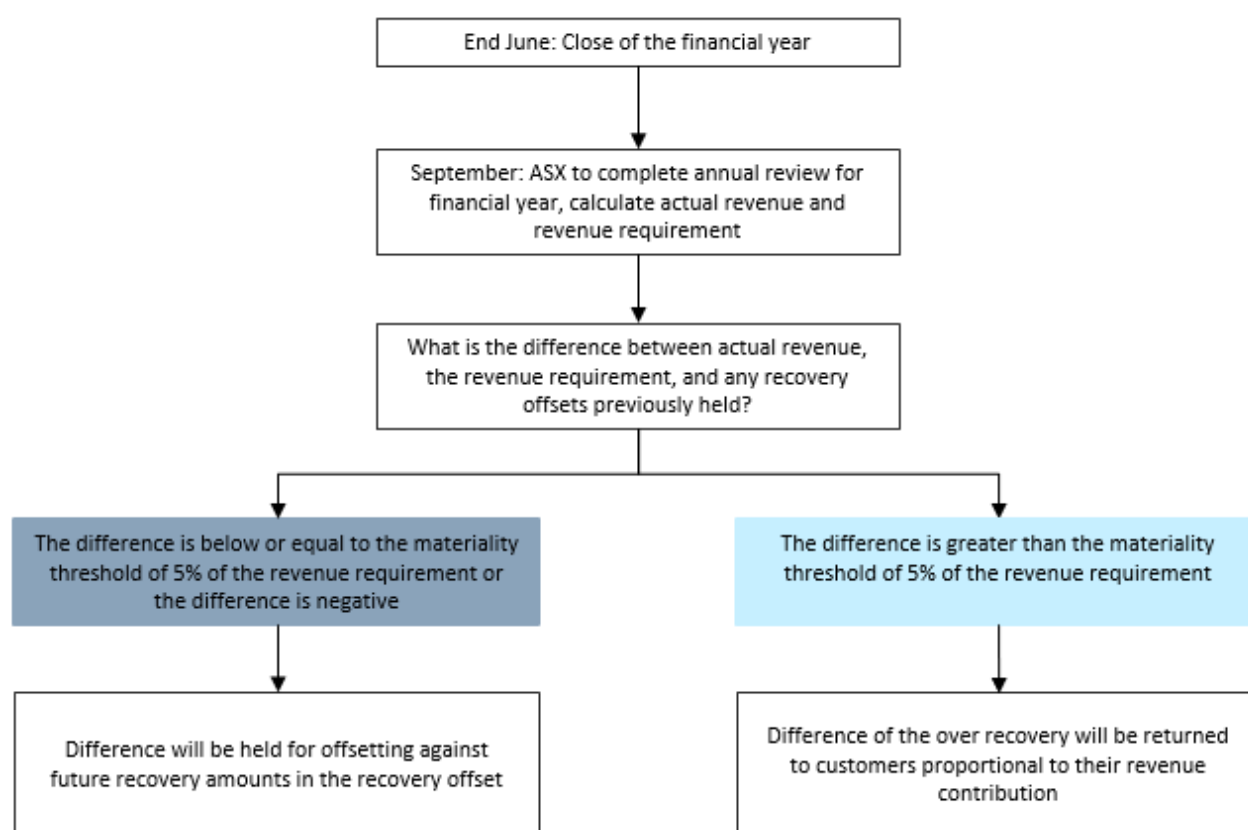 End June: Close of the financial year
September: ASX to complete annual review for
financial year, calculate actual revenue and
revenue requirement
What is the difference between actual revenue,
the revenue requirement, and any recovery
offsets previously held?
The difference is below or equal to the materiality
threshold of 5% of the revenue requirement or
the difference is negative
The difference is greater than the materiality
threshold of 5% of the revenue requirement
Difference will be held for offsetting against
future recovery amounts in the recovery offset
Difference of the over recovery will be returned
to customers proportional to their revenue
contribution